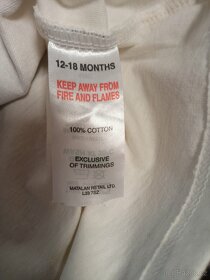 12-18 MONTHS
KEEP AWAY FROM
FIRE AND FLAMES
100% COTTON
EXCLUSIVE
OF TRIMMINGS
MATALAN RETAIL LTD.